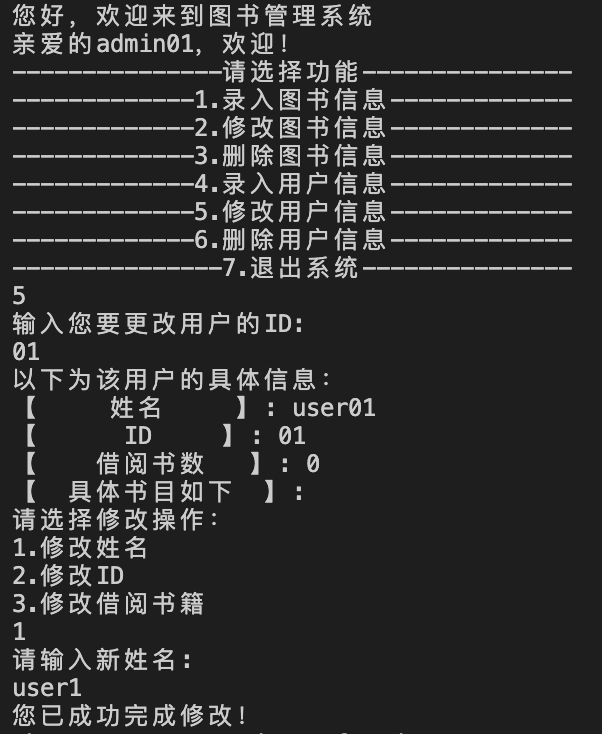 您好，欢迎来到图书管理系统
亲爱的admin01，欢迎！
---------------请选择功能---------------
-------------1.录入图书信息-------------
-------------2.修改图书信息-------------
-------------3.删除图书信息-------------
-------------4.录入用户信息-------------
-------------5.修改用户信息-------------
-------------6.删除用户信息-------------
---------------7.退出系统---------------
5
输入您要更改用户的ID：
01
以下为该用户的具体信息：
【     姓名     】: user01
【      ID     】: 01
【    借阅书数   】: 0
【  具体书目如下  】:
请选择修改操作：
1.修改姓名
2.修改ID
3.修改借阅书籍
1
请输入新姓名：
user1
您已成功完成修改！